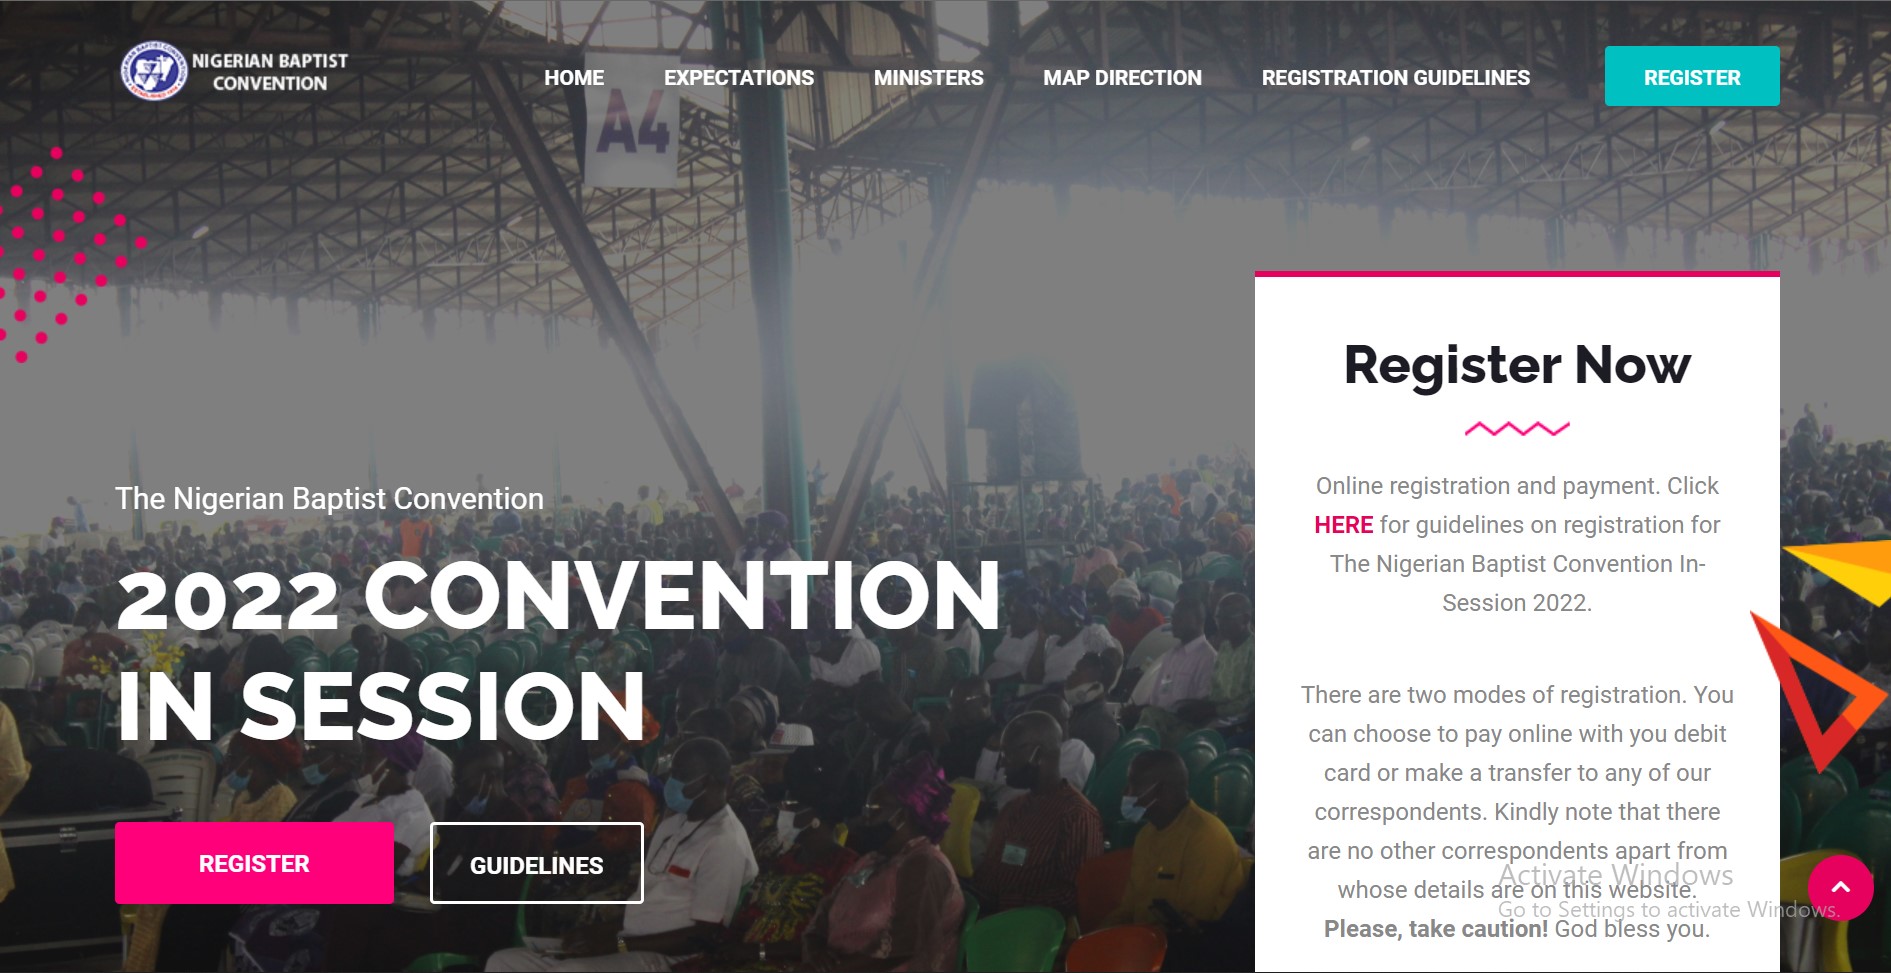 NIGERIAN BAPTIST
CONVENTION
HOME
EXPECTATIONS
MINISTERS
MAP DIRECTION
REGISTRATION GUIDELINES
REGISTER
A4
The Nigerian Baptist Convention
2022 CONVENTION
IN SESSION
REGISTER
GUIDELINES
Register Now
Online registration and payment. Click
HERE for guidelines on registration for
The Nigerian Baptist Convention In-
Session 2022.
There are two modes of registration. You
can choose to pay online with you debit
card or make a transfer to any of our
correspondents. Kindly note that there
are no other correspondents apart from
whose details are on this website.
Please, take caution! God bless you.
Activate Windows
Go to Settings to activate Windows.